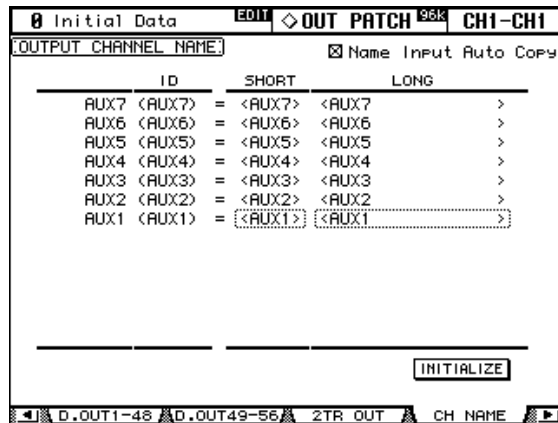 0 Initial Data EDIT ◇OUT PATCH 96k CH1-CH1
OUTPUT CHANNEL NAME
☒ Name Input Auto Copy
ID SHORT LONG
AUX7 (AUX7) = <AUX7> <AUX7 >
AUX6 (AUX6) = <AUX6> <AUX6 >
AUX5 (AUX5) = <AUX5> <AUX5 >
AUX4 (AUX4) = <AUX4> <AUX4 >
AUX3 (AUX3) = <AUX3> <AUX3 >
AUX2 (AUX2) = <AUX2> <AUX2 >
AUX1 (AUX1) = <AUX1> <AUX1 >
INITIALIZE
D.OUT1-48 D.OUT49-56 2TR OUT CH NAME